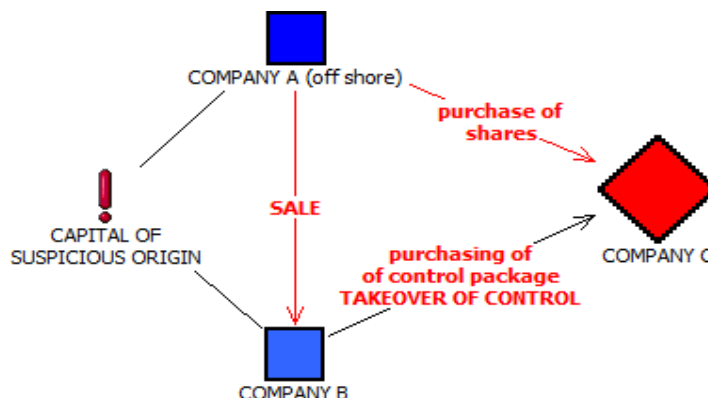 COMPANY A (off shore)
purchase of
shares
SALE
CAPITAL OF
SUSPICIOUS ORIGIN
purchasing of
of control package
TAKEOVER OF CONTROL
COMPANY C
COMPANY B